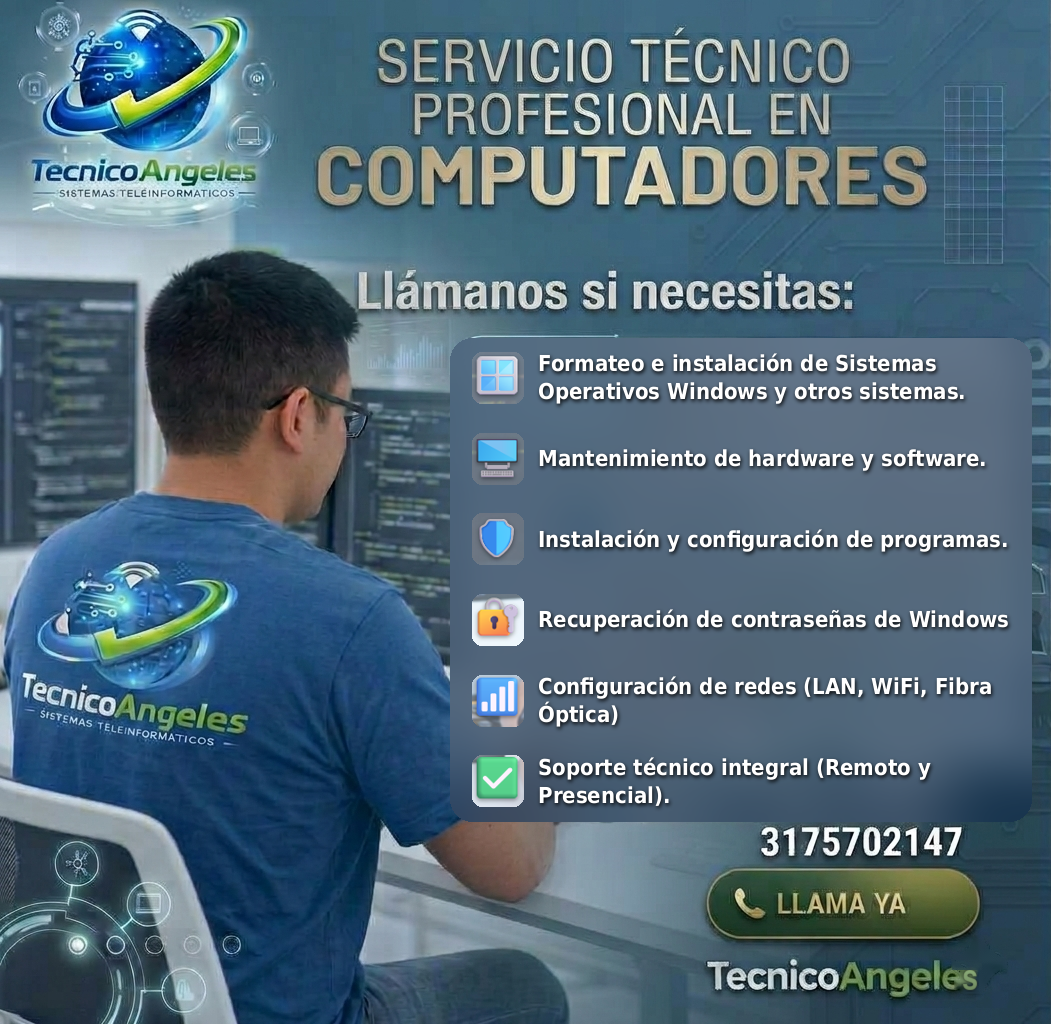 TecnicoAngeles
SISTEMAS TELEINFORMATICOS
SERVICIO TÉCNICO
PROFESIONAL EN
COMPUTADORES
Llámanos si necesitas:
Formateo e instalación de Sistemas
Operativos Windows y otros sistemas.
Mantenimiento de hardware y software.
Instalación y configuración de programas.
Recuperación de contraseñas de Windows
Configuración de redes (LAN, WiFi, Fibra
Óptica)
Soporte técnico integral (Remoto y
Presencial).
TecnicoAngeles
SISTEMAS TELEINFORMATICOS
3175702147
LLAMA YA
TecnicoAngeles